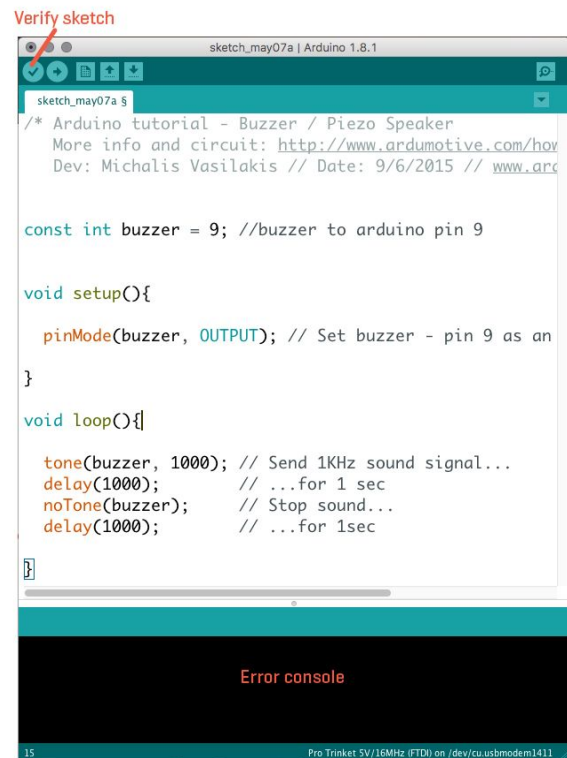 Verify sketch
sketch_may07a | Arduino 1.8.1
sketch_may07a §
/* Arduino tutorial - Buzzer / Piezo Speaker
More info and circuit: http://www.ardumotive.com/how
Dev: Michalis Vasilakis // Date: 9/6/2015 // www.ard
const int buzzer = 9; //buzzer to arduino pin 9
void setup(){
pinMode(buzzer, OUTPUT); // Set buzzer - pin 9 as an
}
void loop(){
tone(buzzer, 1000); // Send 1KHz sound signal...
delay(1000); // ...for 1 sec
noTone(buzzer); // Stop sound...
delay(1000); // ...for 1sec
}
Error console
15 Pro Trinket 5V/16MHz (FTDI) on /dev/cu.usbmodem1411